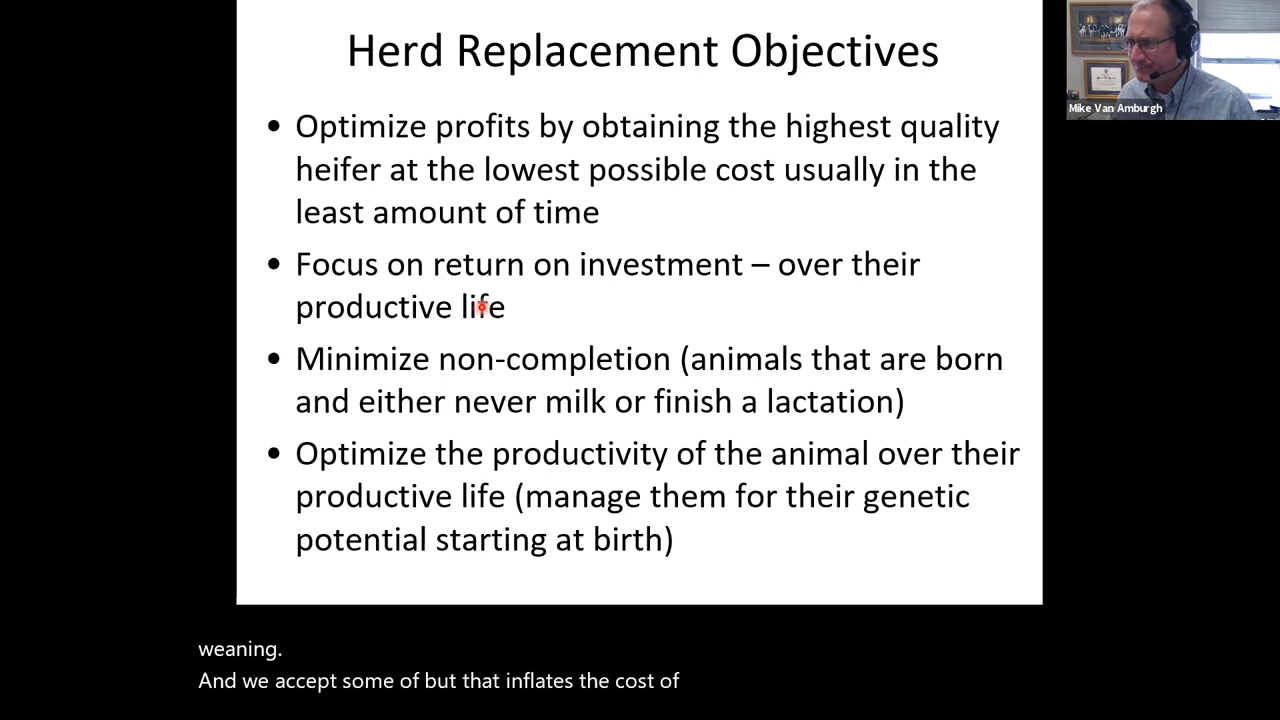 Herd Replacement Objectives
• Optimize profits by obtaining the highest quality
heifer at the lowest possible cost usually in the
least amount of time
• Focus on return on investment – over their
productive life
• Minimize non-completion (animals that are born
and either never milk or finish a lactation)
• Optimize the productivity of the animal over their
productive life (manage them for their genetic
potential starting at birth)
Mike Van Amburgh
weaning.
And we accept some of but that inflates the cost of